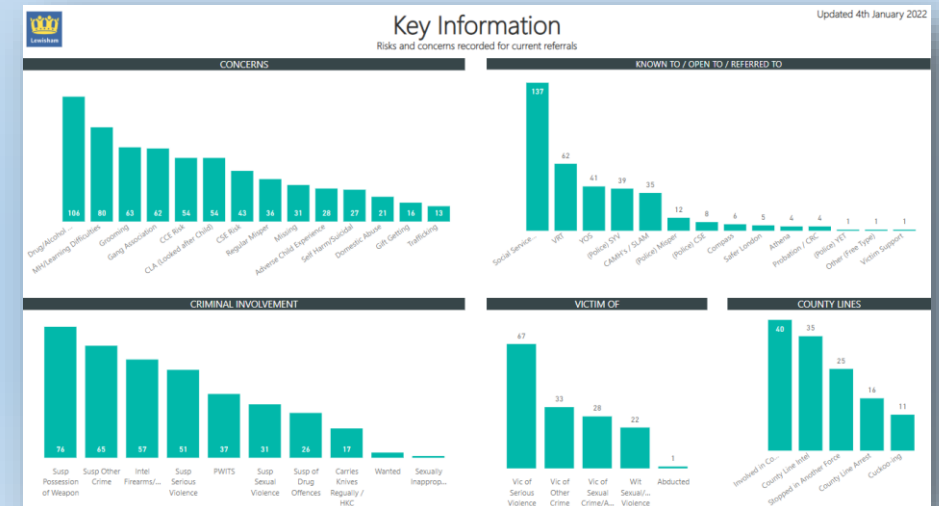 Lewisham
Key Information
Updated 4th January 2022
Risks and concerns recorded for current referrals
CONCERNS
106
80
63
62
54
54
43
36
31
28
27
21
16
13
Drug/Alcohol ...
MH/Learning Difficulties
Grooming
Gang Association
CCE Risk
CLA (Looked after Child)
CSE Risk
Regular Misper
Missing
Adverse Child Experience
Self Harm/Suicidal
Domestic Abuse
Gift Getting
Trafficking
KNOWN TO / OPEN TO / REFERRED TO
137
62
41
39
35
12
8
6
5
4
4
1
1
1
Social Service...
VRT
YOS
(Police) SYV
CAMH's / SLAM
(Police) Misper
(Police) CSE
Compass
Safer London
Athena
Probation / CRC
(Police) YET
Other (Free Type)
Victim Support
CRIMINAL INVOLVEMENT
76
65
57
51
37
31
26
17
Susp
Possession
of Weapon
Susp Other
Crime
Intel
Firearms/...
Susp
Serious
Violence
PWITS
Susp
Sexual
Violence
Susp of
Drug
Offences
Carries
Knives
Regually /
HKC
Wanted
Sexually
Inapprop...
VICTIM OF
67
33
28
22
1
Vic of
Serious
Violence
Vic of
Other
Crime
Vic of
Sexual
Crime/A...
Wit
Sexual/...
Violence
Abducted
COUNTY LINES
40
35
25
16
11
Involved in Co...
County Line Intel
Stopped in Another Force
County Line Arrest
Cuckoo-ing